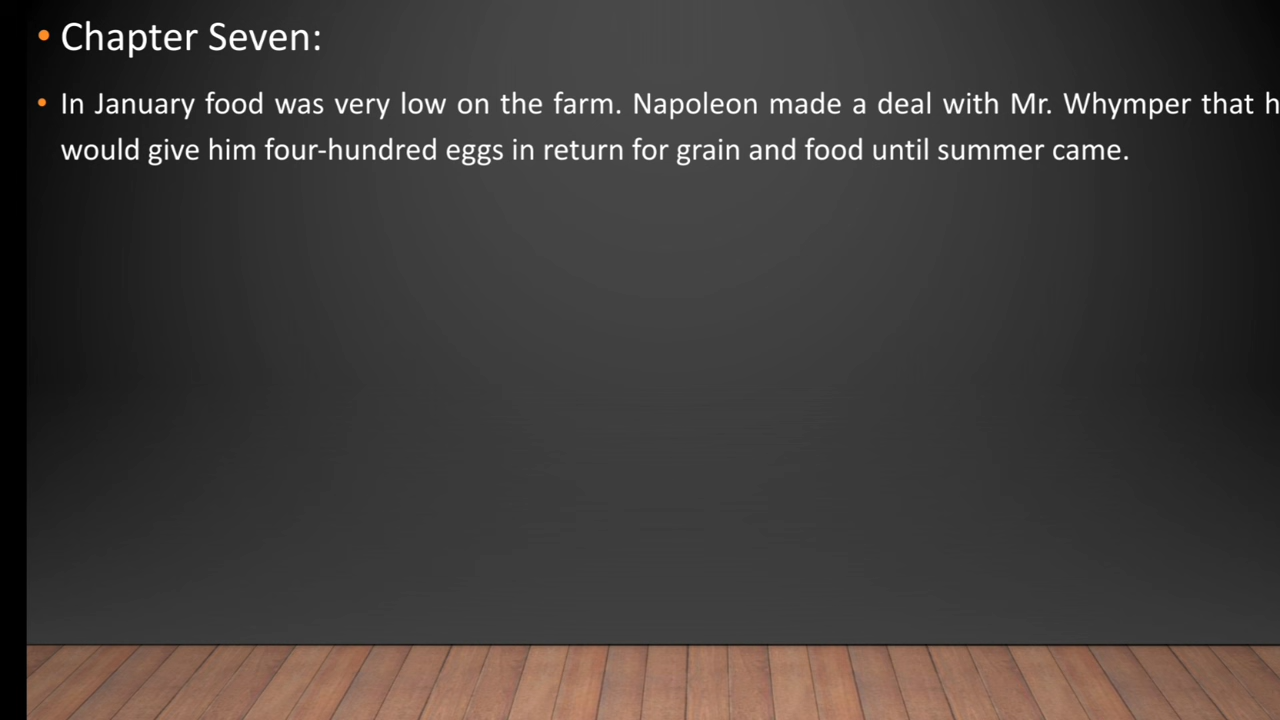 • Chapter Seven:
• In January food was very low on the farm. Napoleon made a deal with Mr. Whymper that
would give him four-hundred eggs in return for grain and food until summer came.